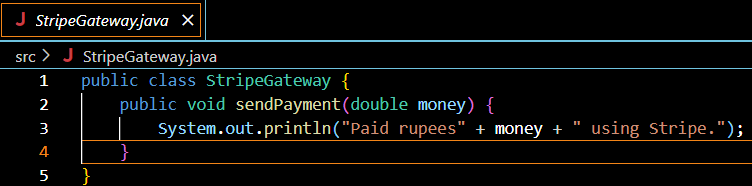 J StripeGateway.java ×
src > J StripeGateway.java
1 public class StripeGateway {
2     public void sendPayment(double money) {
3         System.out.println("Paid rupees" + money + " using Stripe.");
4     }
5 }